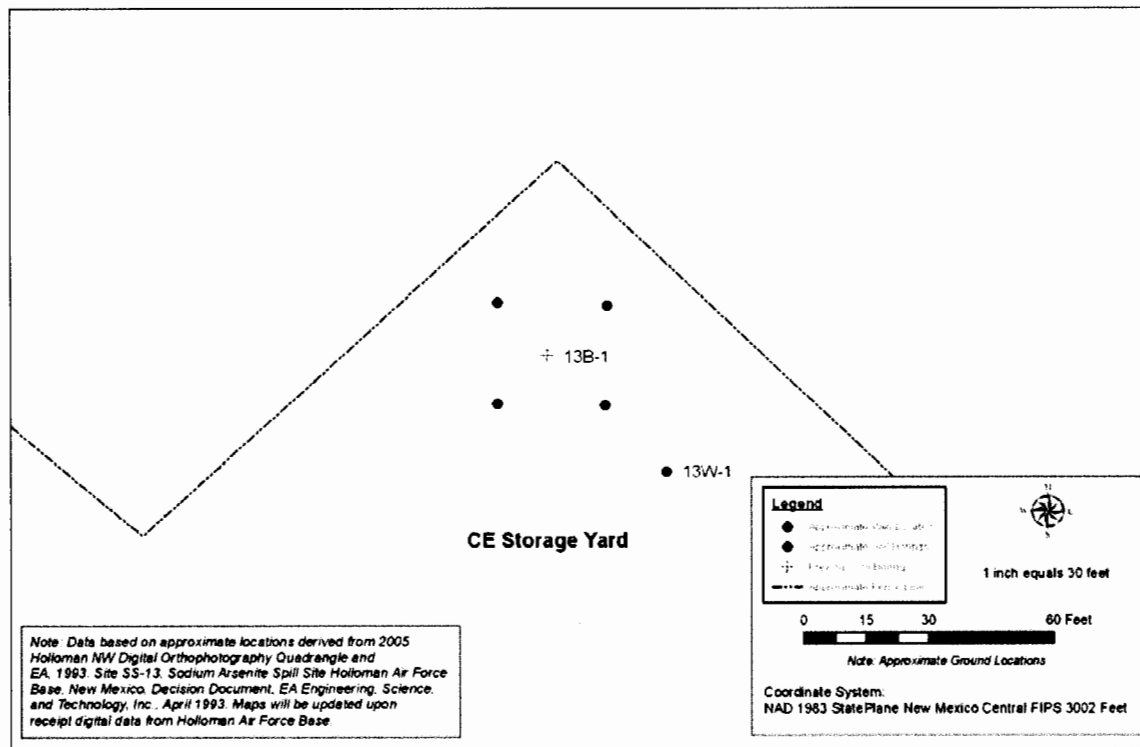 13B-1
13W-1
CE Storage Yard
Note: Data based on approximate locations derived from 2005
Holloman NW Digital Orthophotography Quadrangle and
EA, 1993. Site SS-13, Sodium Arsenite Spill Site Holloman Air Force
Base, New Mexico, Decision Document, EA Engineering, Science,
and Technology, Inc., April 1993. Maps will be updated upon
receipt digital data from Holloman Air Force Base.
Legend
Approximate
Approximate
Approximate
N
S
1 inch equals 30 feet
0 15 30 60 Feet
Note: Approximate Ground Locations
Coordinate System:
NAD 1983 StatePlane New Mexico Central FIPS 3002 Feet